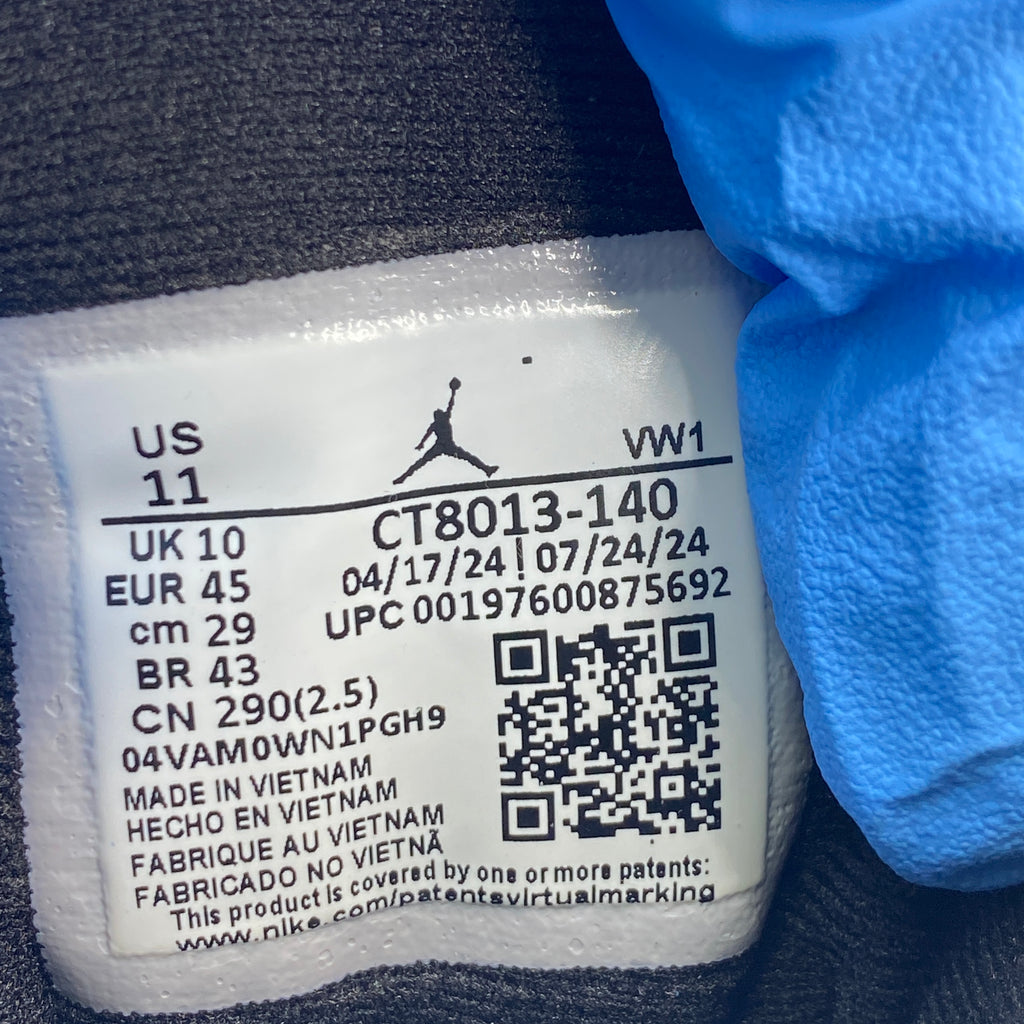 US
11
VW1
UK 10
EUR 45
cm 29
BR 43
CN 290(2.5)
CT8013-140
04/17/24 | 07/24/24
UPC 00197600875692
04VAM0WN1PGH9
MADE IN VIETNAM
HECHO EN VIETNAM
FABRIQUE AU VIETNAM
FABRICADO NO VIETNÃ
This product is covered by one or more patents:
www.nike.com/patentsvirtualmarking